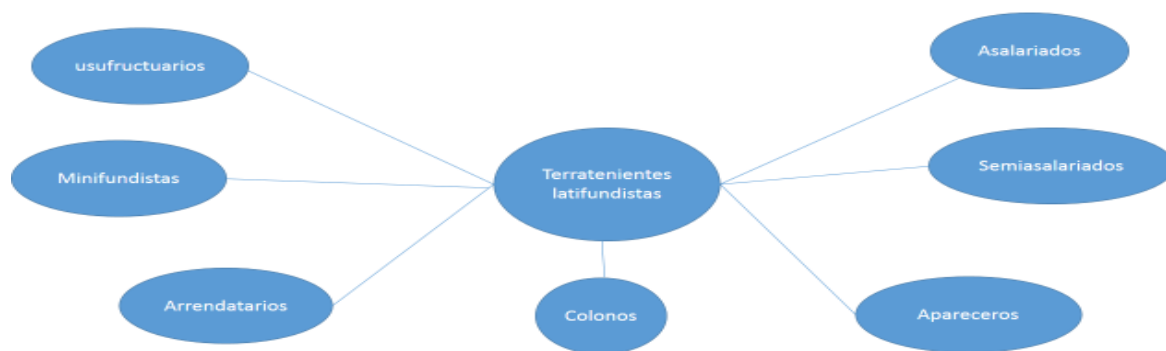 usufructuarios
Asalariados
Minifundistas
Terratenientes
latifundistas
Semiasalariados
Arrendatarios
Colonos
Apareceros